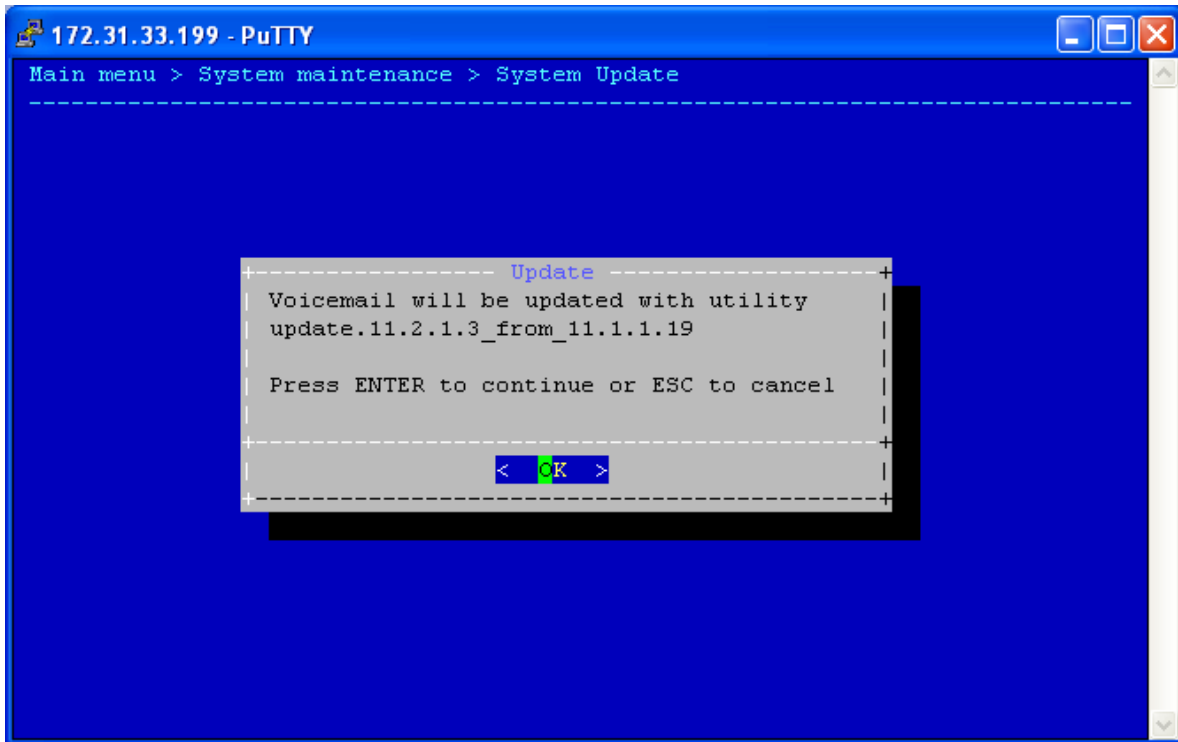 172.31.33.199 - PuTTY
Main menu > System maintenance > System Update
Update
Voicemail will be updated with utility
update.11.2.1.3_from_11.1.1.19
Press ENTER to continue or ESC to cancel
< OK >